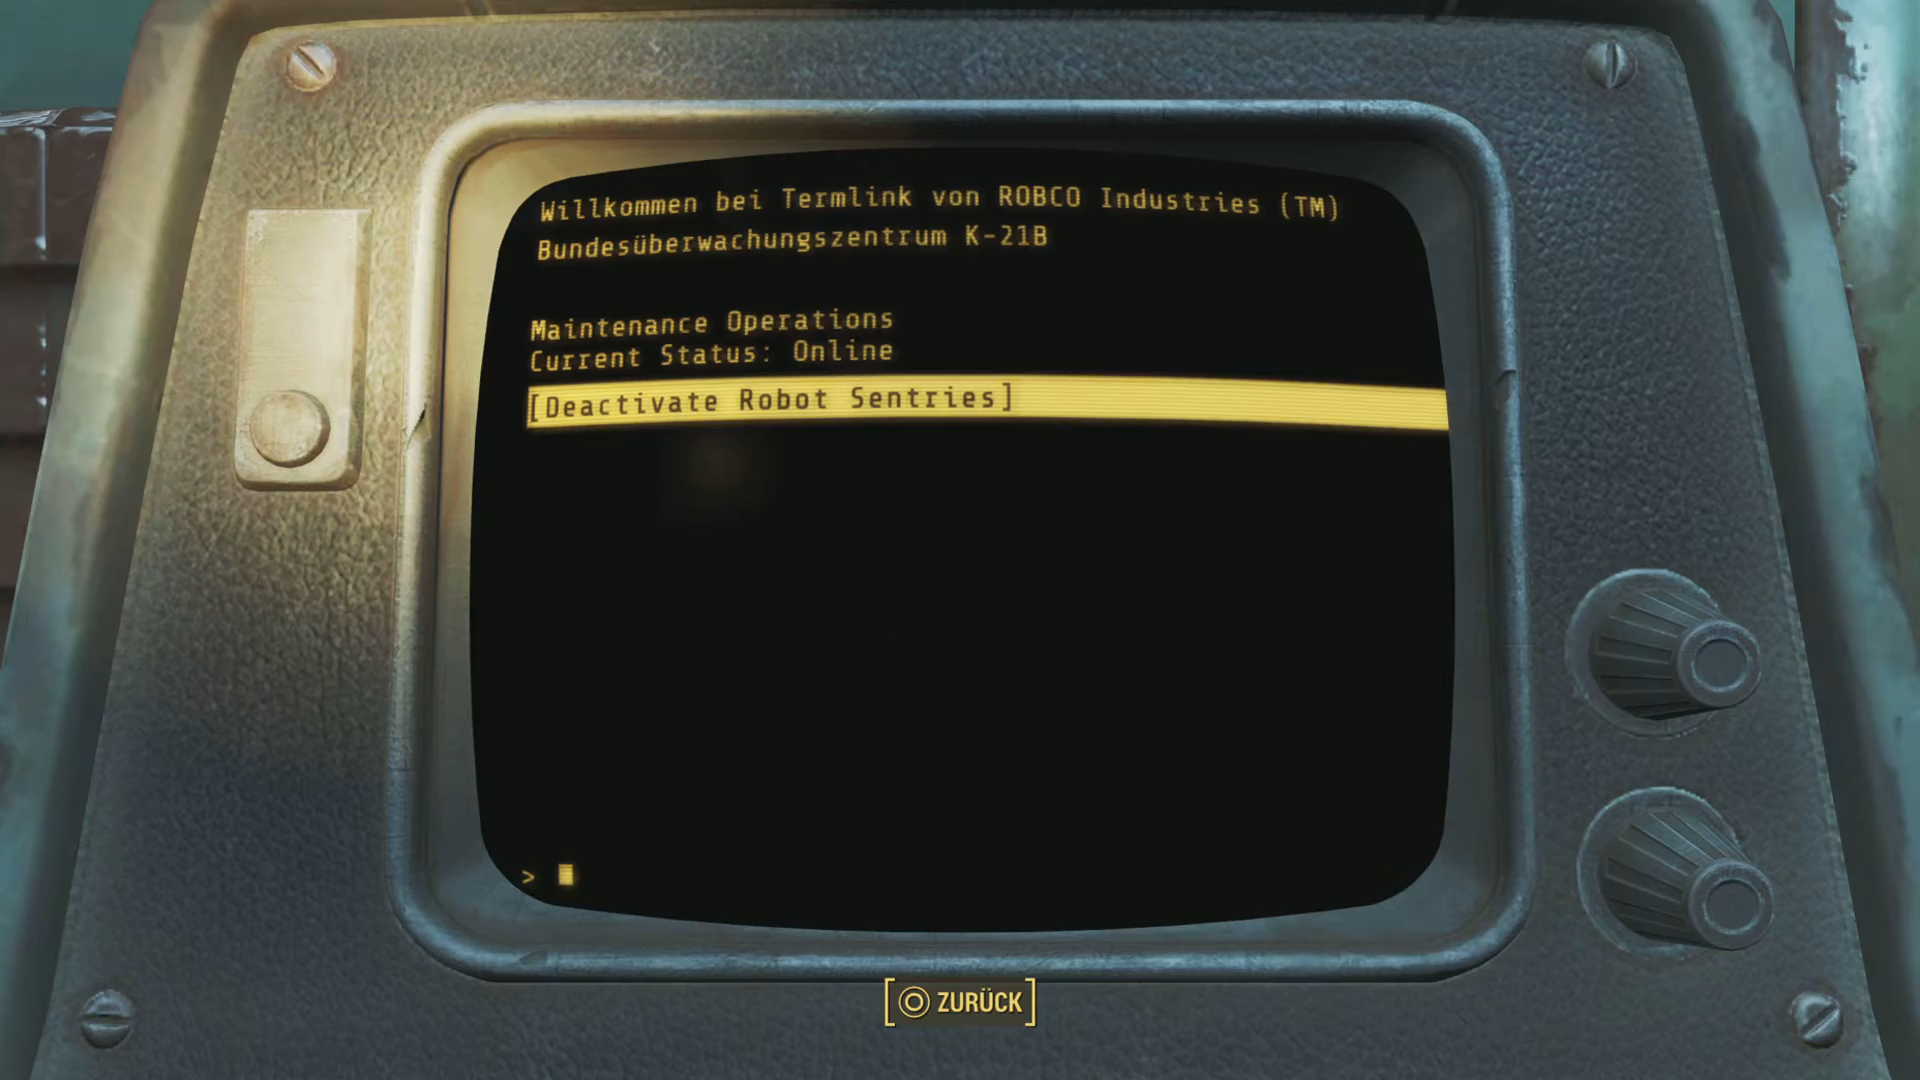 Willkommen bei Termlink von ROBCO Industries (TM)
Bundesüberwachungszentrum K-21B
Maintenance Operations
Current Status: Online
[Deactivate Robot Sentries]
>
[ZURÜCK]